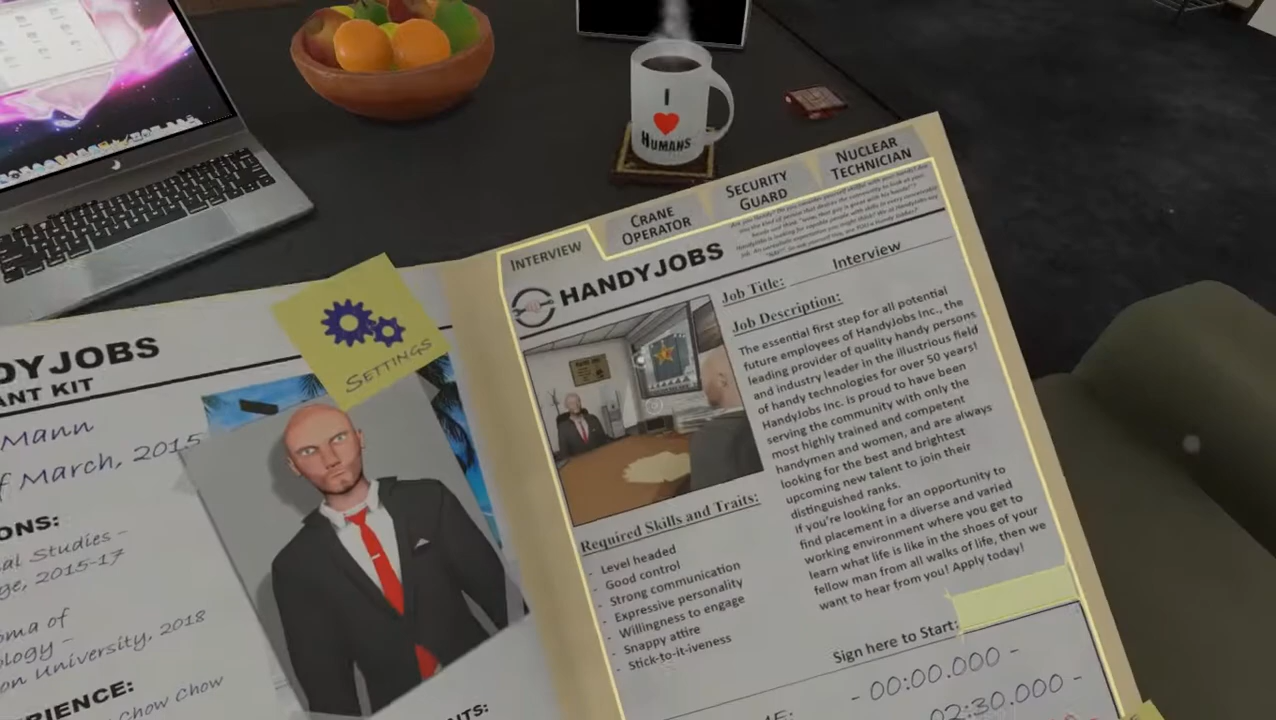 I
HUMANS
NUCLEAR
TECHNICIAN
SECURITY
GUARD
CRANE
OPERATOR
INTERVIEW
HANDYJOBS
Job Title: Interview
Job Description:
The essential first step for all potential
future employees of HandyJobs Inc., the
leading provider of quality handy persons
and industry leader in the illustrious field
of handy technologies for over 50 years!
HandyJobs Inc. is proud to have been
serving the community with only the
most highly trained and competent
handymen and women, and are always
looking for the best and brightest
upcoming new talent to join their
distinguished ranks.
if you're looking for an opportunity to
find placement in a diverse and varied
working environment where you get to
learn what life is like in the shoes of your
fellow man from all walks of life, then we
want to hear from you! Apply today!
Required Skills and Traits:
- Level headed
- Good control
- Strong communication
- Expressive personality
- Willingness to engage
- Snappy attire
- Stick-to-it-iveness
Sign here to Start:
- 00:00.000 -
02:30.000 -
SETTINGS
DYJOBS
ANT KIT
Mann
of March, 2015
ONS:
al Studies -
ge, 2015-17
oma of
ology -
on University, 2018
ERIENCE:
Chow Chow